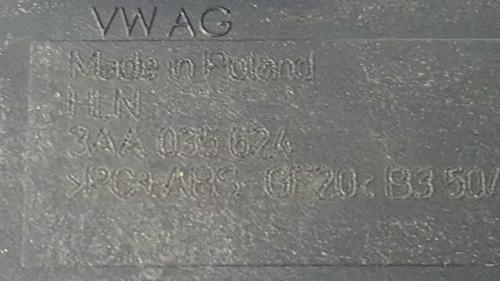 VW AG
Made in Poland
HLN
3AA 035 624
>PC+ABS-GF20< B3 50/